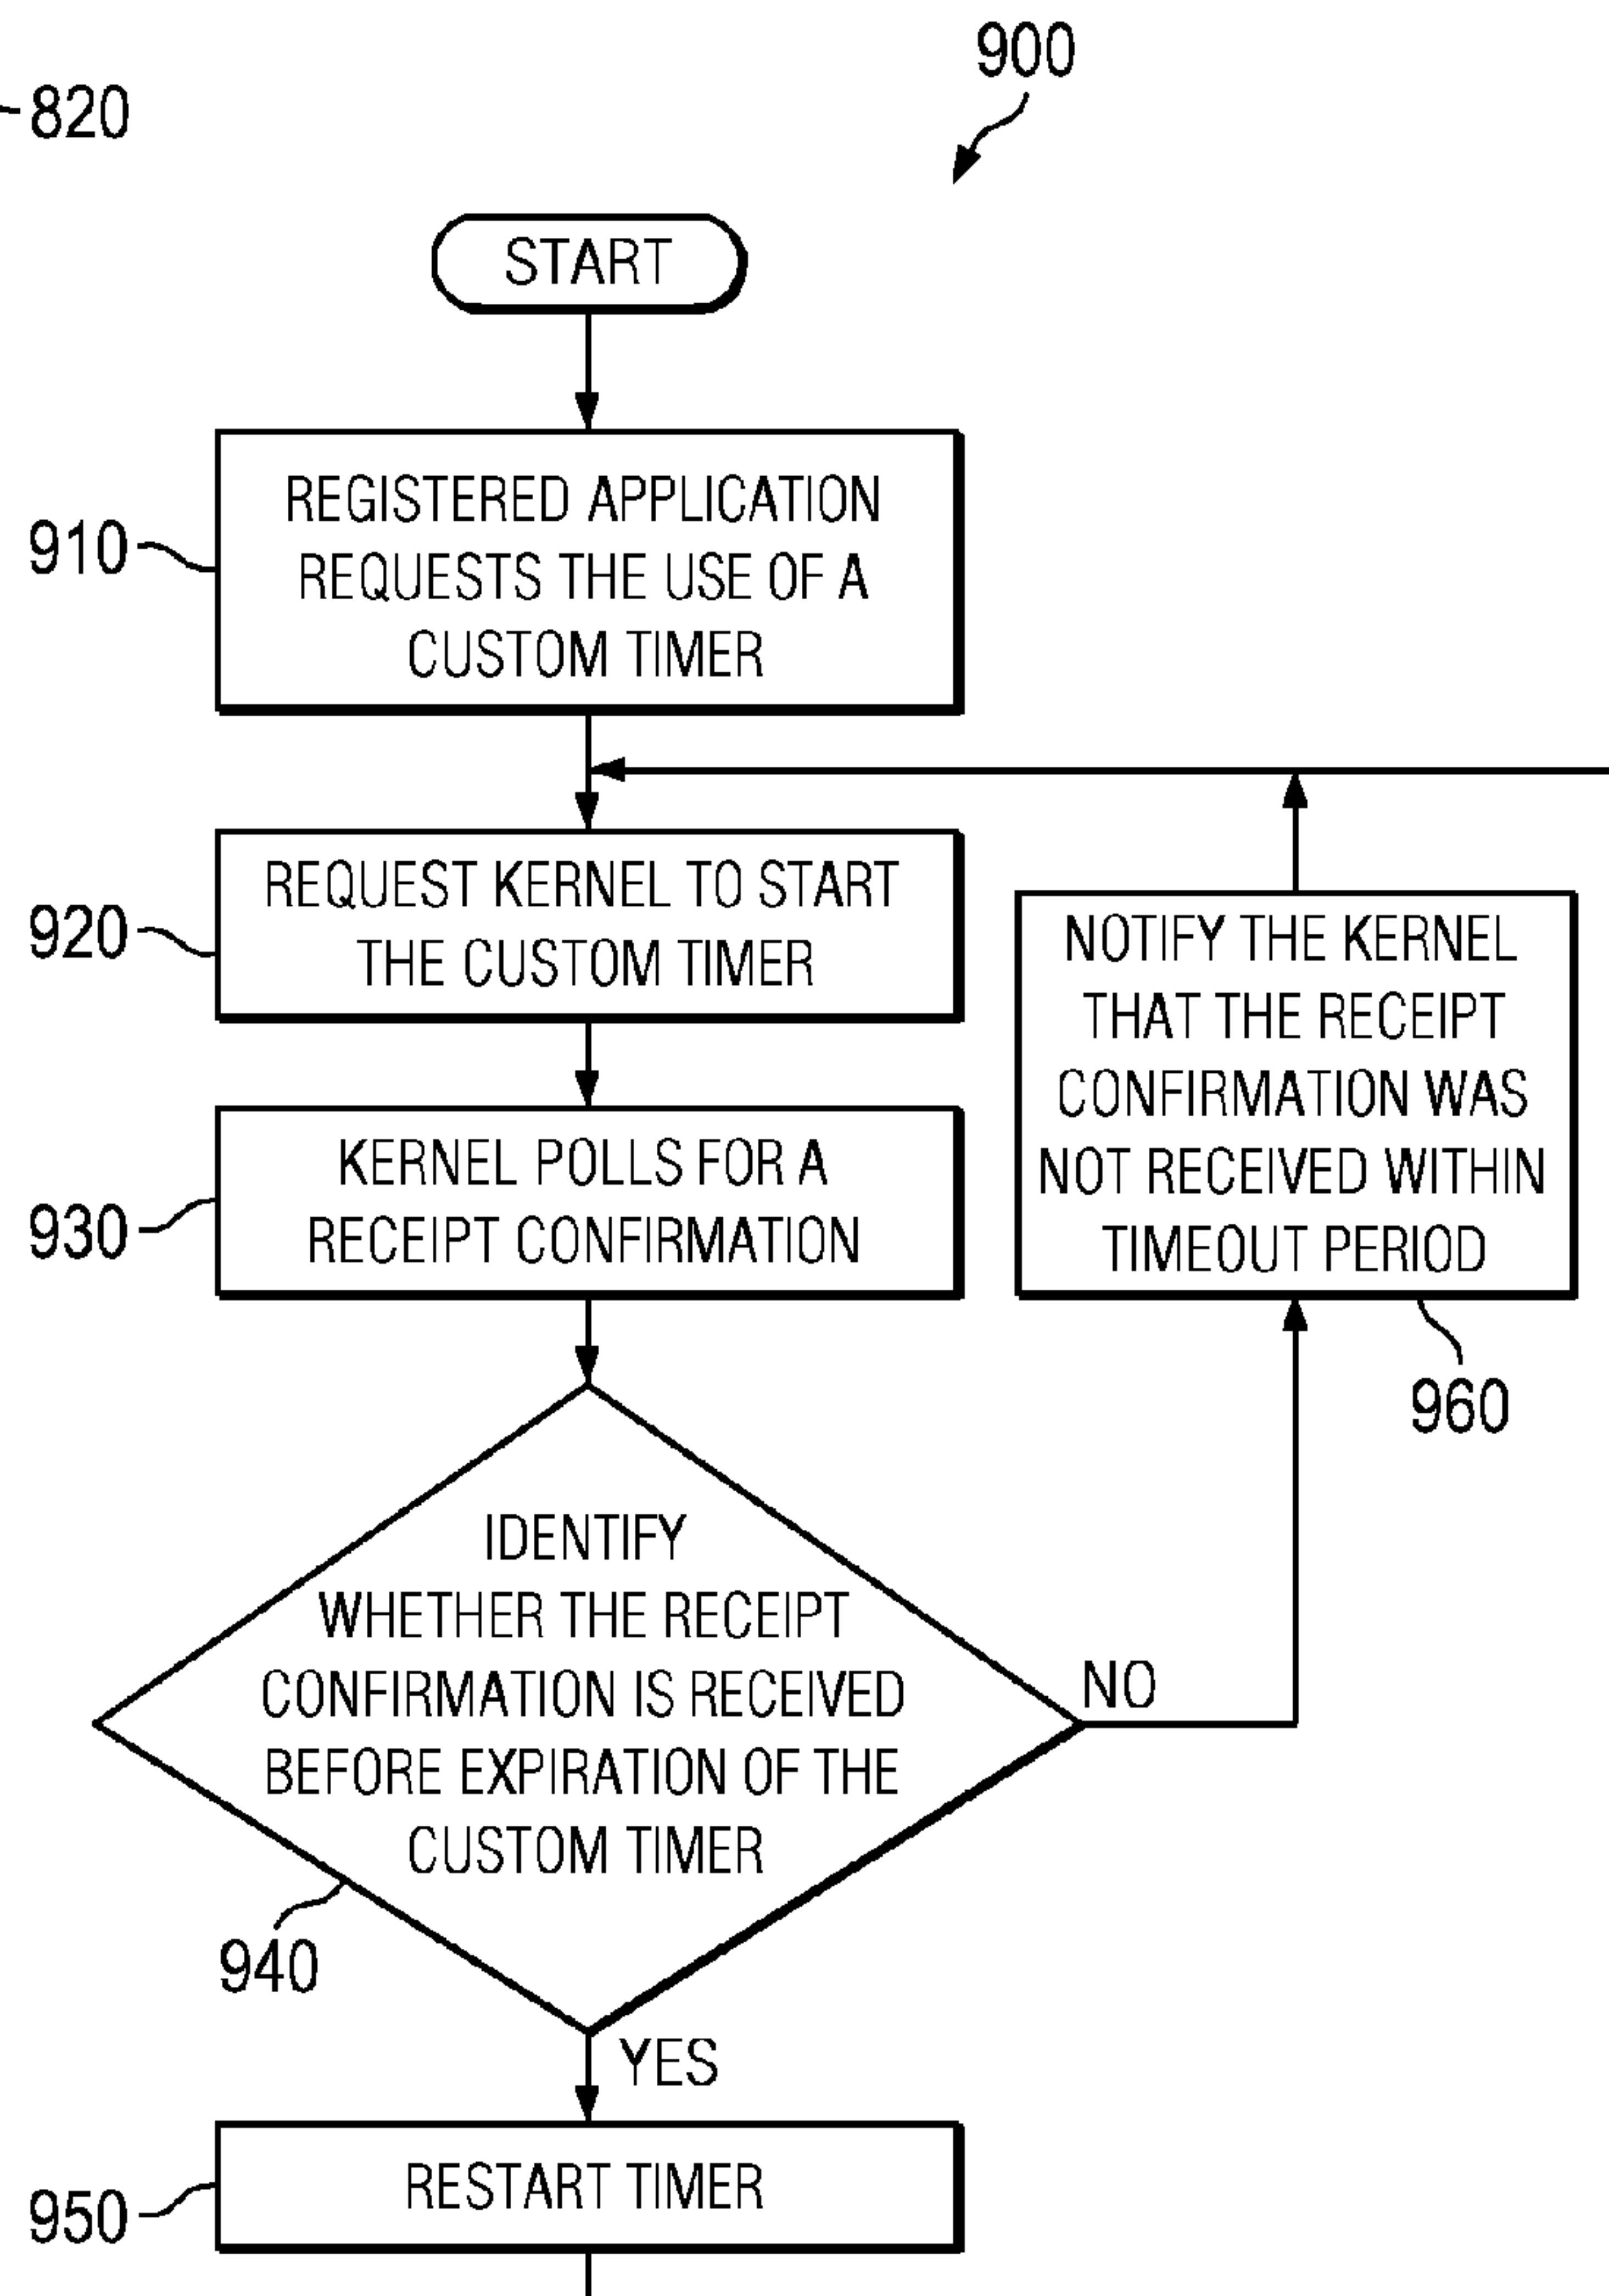 900
820
START
910
REGISTERED APPLICATION
REQUESTS THE USE OF A
CUSTOM TIMER
920
REQUEST KERNEL TO START
THE CUSTOM TIMER
930
KERNEL POLLS FOR A
RECEIPT CONFIRMATION
NOTIFY THE KERNEL
THAT THE RECEIPT
CONFIRMATION WAS
NOT RECEIVED WITHIN
TIMEOUT PERIOD
960
IDENTIFY
WHETHER THE RECEIPT
CONFIRMATION IS RECEIVED
BEFORE EXPIRATION OF THE
CUSTOM TIMER
NO
940
YES
950
RESTART TIMER